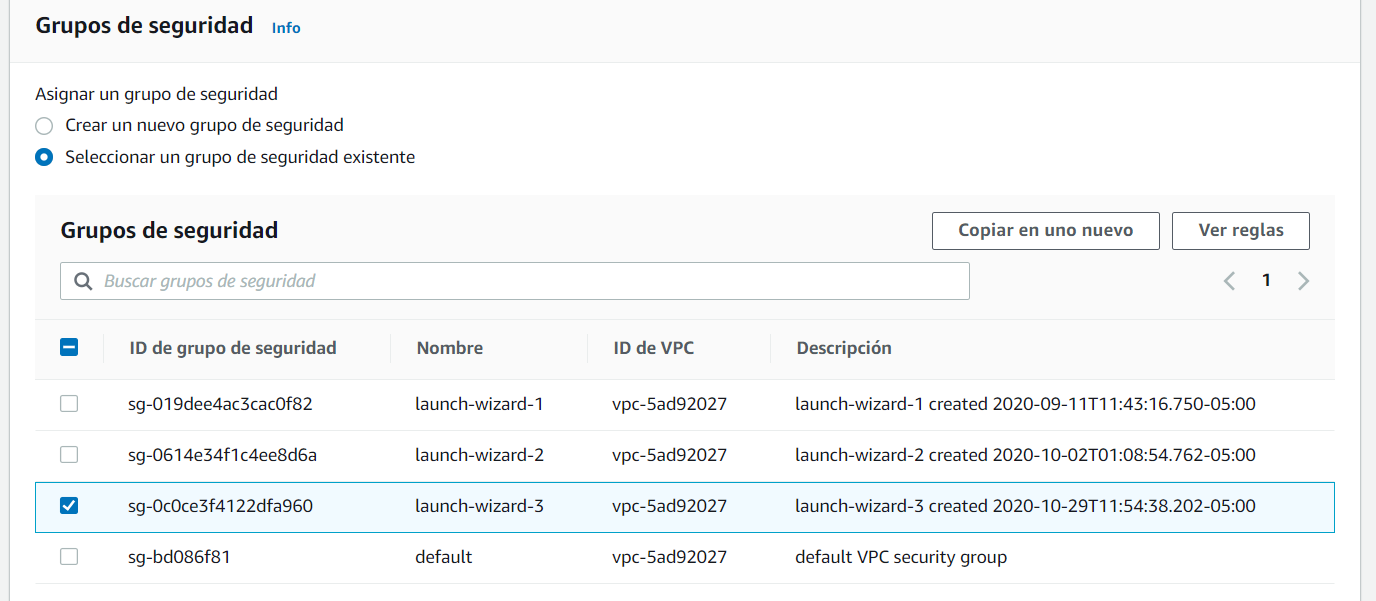 Grupos de seguridad Info
Asignar un grupo de seguridad
Crear un nuevo grupo de seguridad
Seleccionar un grupo de seguridad existente
Grupos de seguridad Copiar en uno nuevo Ver reglas
Buscar grupos de seguridad 1
ID de grupo de seguridad Nombre ID de VPC Descripción
sg-019dee4ac3cac0f82 launch-wizard-1 vpc-5ad92027 launch-wizard-1 created 2020-09-11T11:43:16.750-05:00
sg-0614e34f1c4ee8d6a launch-wizard-2 vpc-5ad92027 launch-wizard-2 created 2020-10-02T01:08:54.762-05:00
sg-0c0ce3f4122dfa960 launch-wizard-3 vpc-5ad92027 launch-wizard-3 created 2020-10-29T11:54:38.202-05:00
sg-bd086f81 default vpc-5ad92027 default VPC security group